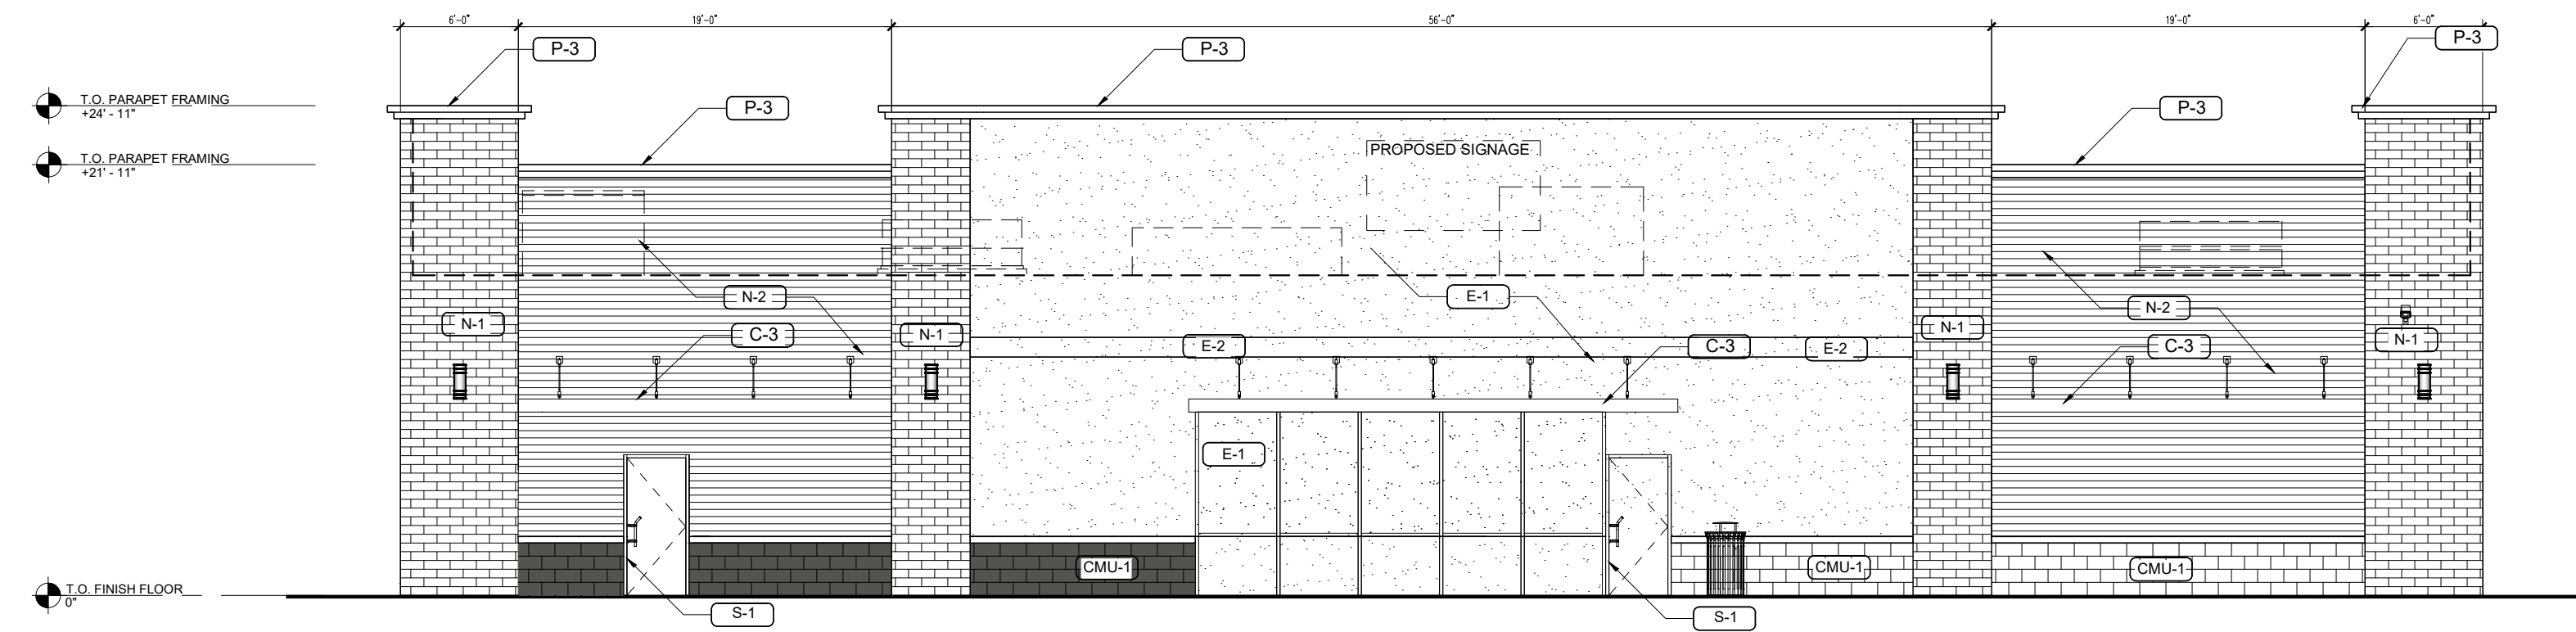 6'-0"
19'-0"
56'-0"
19'-0"
6'-0"
P-3
P-3
P-3
T.O. PARAPET FRAMING
+24' - 11"
P-3
P-3
T.O. PARAPET FRAMING
+21' - 11"
PROPOSED SIGNAGE
N-2
E-1
N-2
N-1
C-3
N-1
E-2
C-3
E-2
N-1
C-3
N-1
E-1
CMU-1
CMU-1
CMU-1
T.O. FINISH FLOOR
0"
S-1
S-1